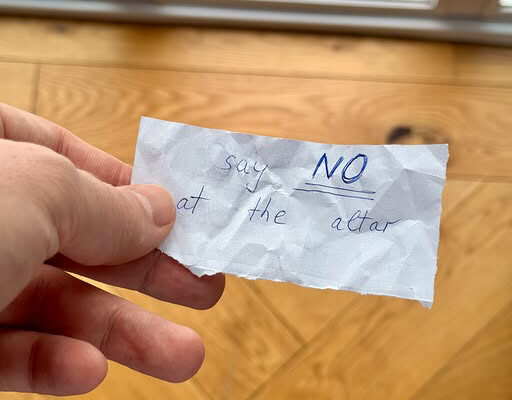 say NO
at the altar